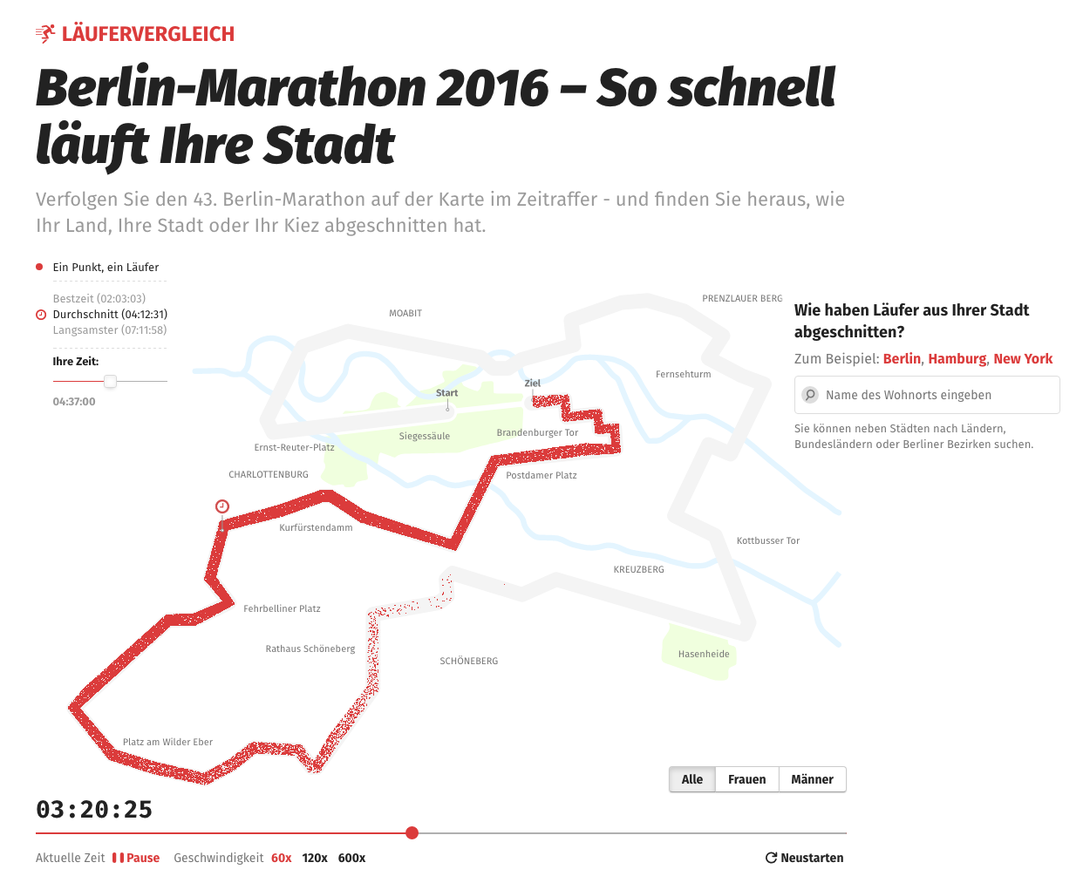 LÄUFERVERGLEICH
Berlin-Marathon 2016 – So schnell
läuft Ihre Stadt
Verfolgen Sie den 43. Berlin-Marathon auf der Karte im Zeitraffer - und finden Sie heraus, wie
Ihr Land, Ihre Stadt oder Ihr Kiez abgeschnitten hat.
Ein Punkt, ein Läufer
Bestzeit (02:03:03)
Durchschnitt (04:12:31)
Langsamster (07:11:58)
Ihre Zeit:
04:37:00
MOABIT
PRENZLAUER BERG
Fernsehturm
Ziel
Start
Siegessäule
Brandenburger Tor
Ernst-Reuter-Platz
CHARLOTTENBURG
Postdamer Platz
Kurfürstendamm
Kottbusser Tor
KREUZBERG
Fehrbelliner Platz
Rathaus Schöneberg
SCHÖNEBERG
Hasenheide
Platz am Wilder Eber
Wie haben Läufer aus Ihrer Stadt
abgeschnitten?
Zum Beispiel: Berlin, Hamburg, New York
Name des Wohnorts eingeben
Sie können neben Städten nach Ländern,
Bundesländern oder Berliner Bezirken suchen.
Alle Frauen Männer
03:20:25
Aktuelle Zeit Pause Geschwindigkeit 60x 120x 600x Neustarten